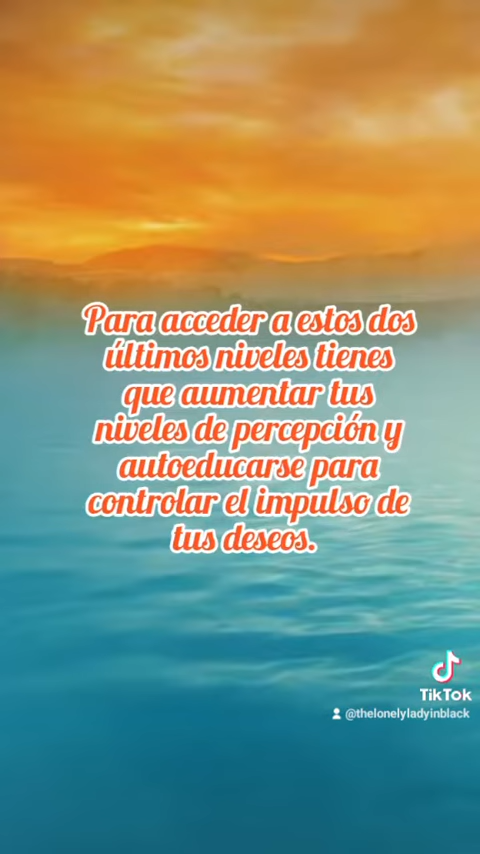 Para acceder a estos dos
últimos niveles tienes
que aumentar tus
niveles de percepción y
autoeducarse para
controlar el impulso de
tus deseos.
TikTok
@thelonelyladyinblack